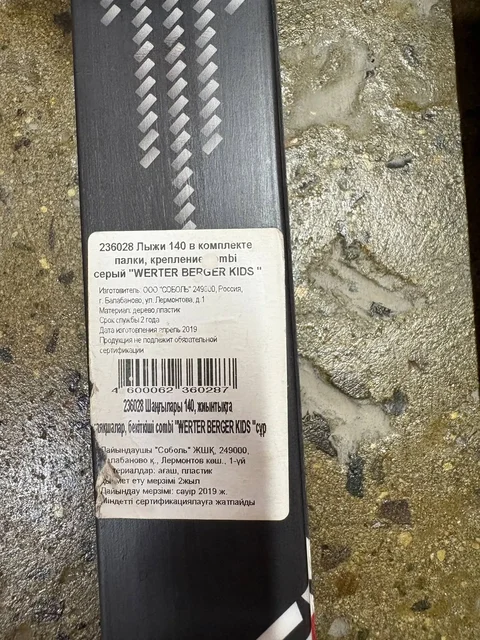 236028 Лыжи 140 в комплекте
палки, крепление combi
серый "WERTER BERGER KIDS "
Изготовитель: ООО "СОБОЛЬ" 249000, Россия,
г. Балабаново, ул. Лермонтова, д.1
Материал: дерево,пластик
Срок службы 2 года
Дата изготовления апрель 2019
Продукция не подлежит обязательной
сертификации
4 600062 360287
236028 Шаңғылары 140, жиынтықта
таяқшалар, бекіткіші combi "WERTER BERGER KIDS "сұр
Дайындаушы "Соболь" ЖШҚ, 249000,
Балабаново қ., Лермонтов көш., 1-үй
Материалдар: ағаш, пластик
мет ету мерзімі 2жыл
Дайындау мерзімі: сәуір 2019 ж.
Міндетті сертификациялауға жатпайды